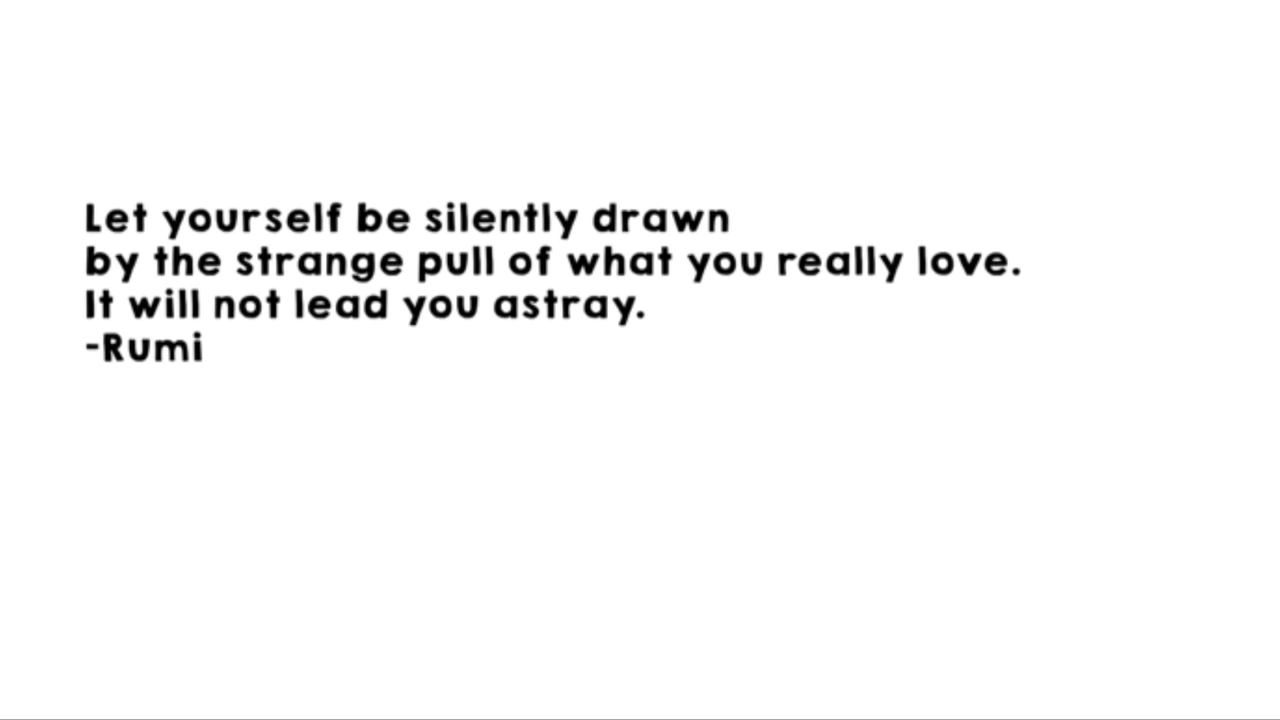 Let yourself be silently drawn
by the strange pull of what you really love.
It will not lead you astray.
-Rumi